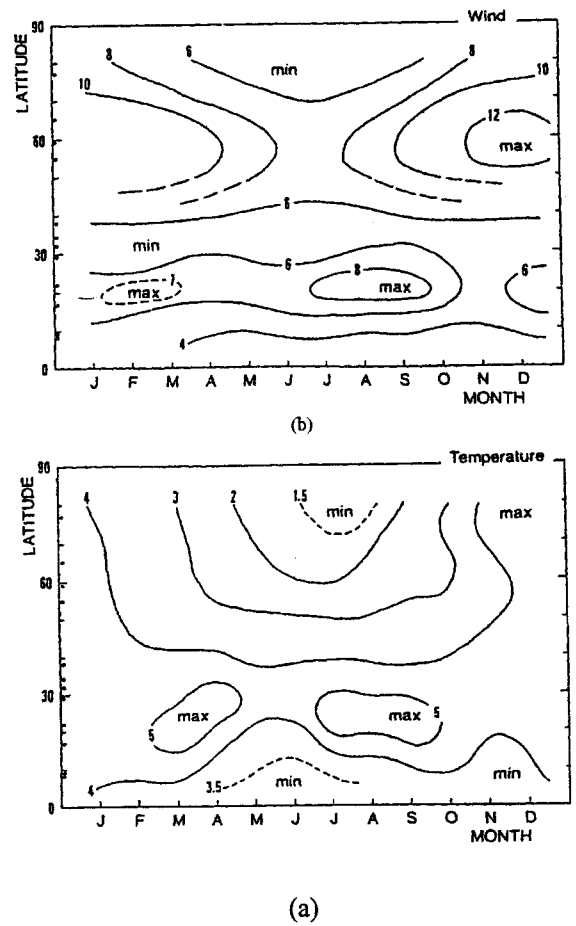 90
Wind
LATITUDE
8
6
min
8
10
10
12
60
max
6
min
30
6
8
6
7
max
max
4
0
J F M A M J J A S O N D
MONTH
(b)
90
Temperature
LATITUDE
4
3
2
1.5
min
max
60
30
max
max
5
5
min
min
4
3.5
0
J F M A M J J A S O N D
MONTH
(a)